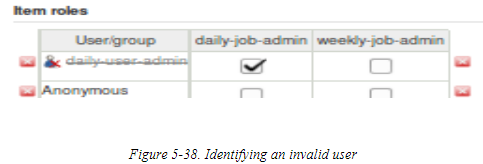 Item roles
User/group daily-job-admin weekly-job-admin
daily-user-admin
Anonymous
Figure 5-38. Identifying an invalid user